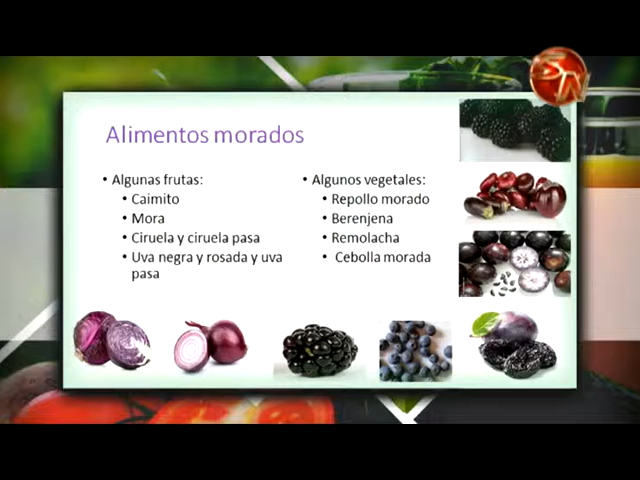 Alimentos morados
• Algunas frutas:
• Caimito
• Mora
• Ciruela y ciruela pasa
• Uva negra y rosada y uva
pasa
• Algunos vegetales:
• Repollo morado
• Berenjena
• Remolacha
• Cebolla morada